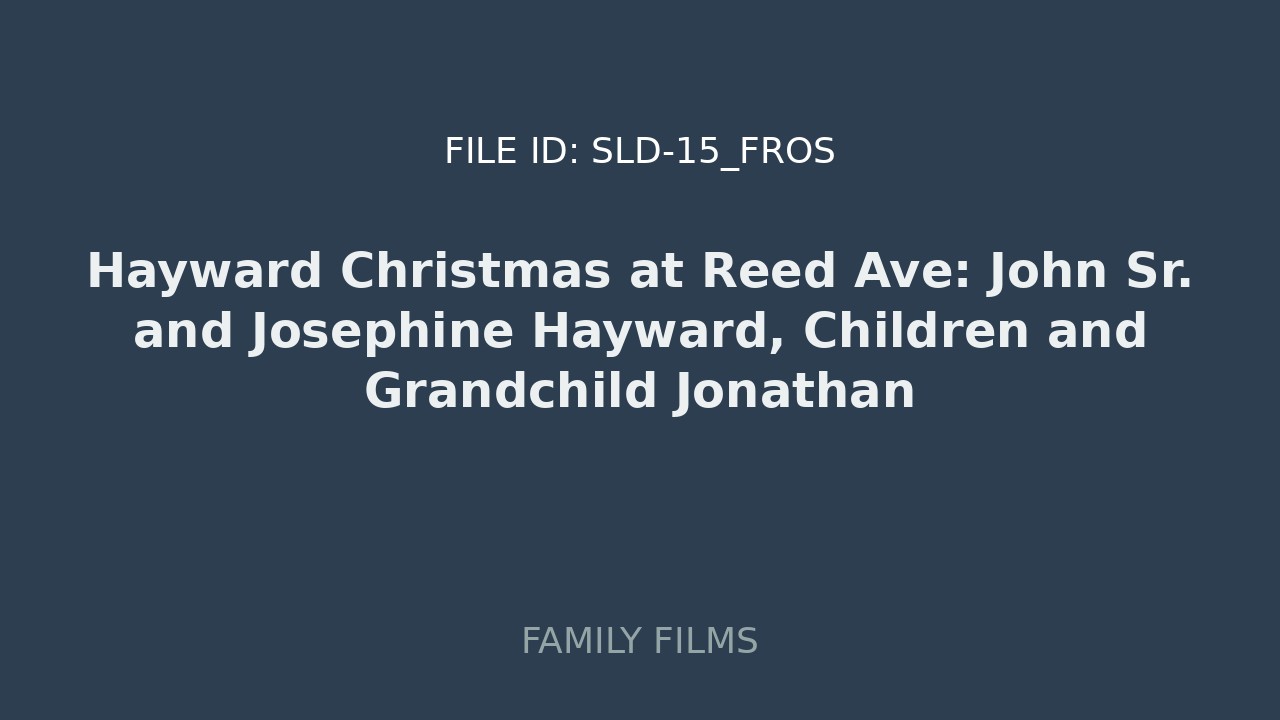 FILE ID: SLD-15_FROS
Hayward Christmas at Reed Ave: John Sr.
and Josephine Hayward, Children and
Grandchild Jonathan
FAMILY FILMS